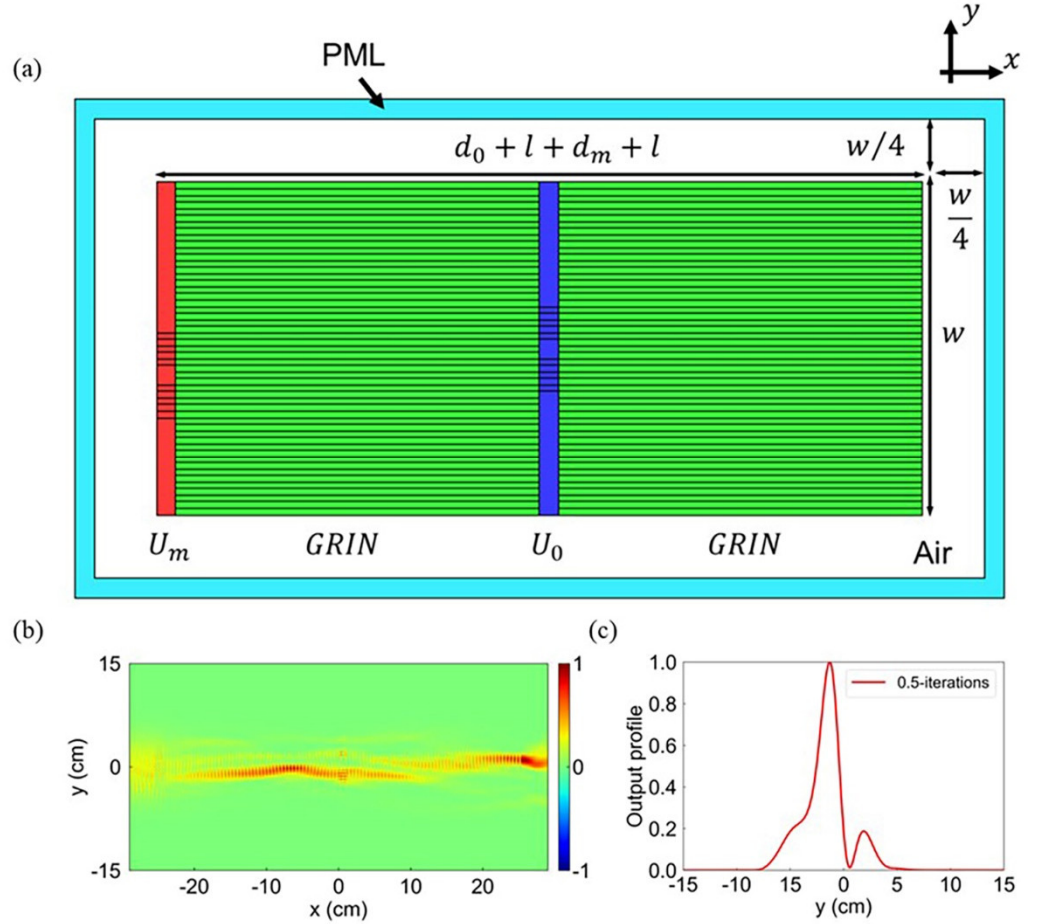 (a)
PML
y
x
d₀ + l + dₘ + l
w/4
w
4
w
Uₘ
GRIN
U₀
GRIN
Air
(b)
15
0
-15
y (cm)
-20
-10
0
10
20
x (cm)
1
0
-1
(c)
Output profile
1.0
0.8
0.6
0.4
0.2
0.0
0.5-iterations
-15
-10
15
0
5
10
15
y (cm)